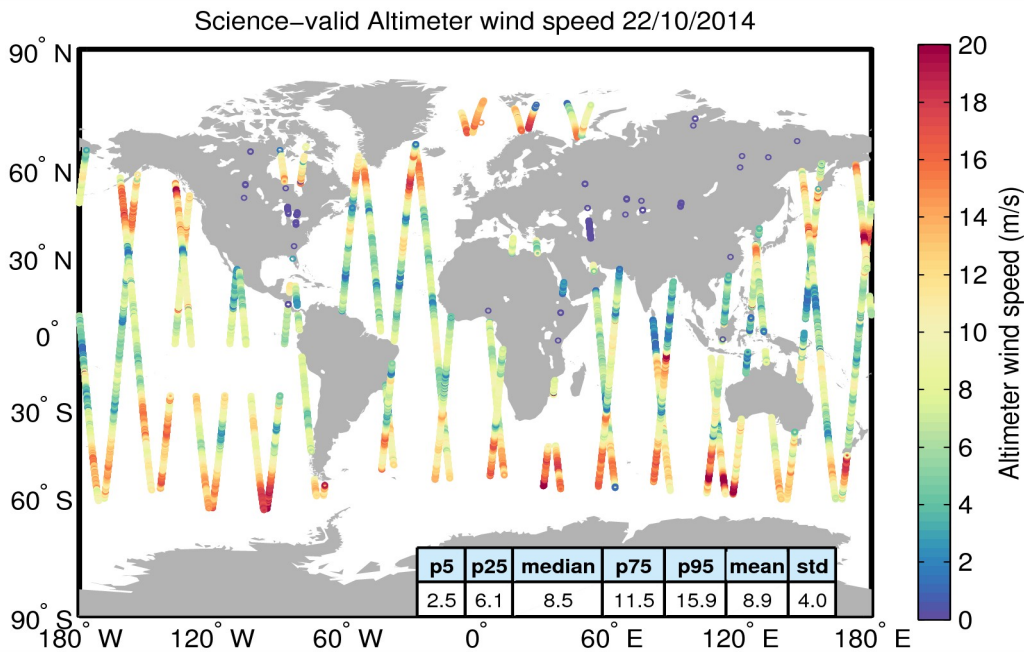 Science-valid Altimeter wind speed 22/10/2014
90° N
60° N
30° N
0°
30° S
60° S
90° S
180° W
120° W
60° W
0°
60° E
120° E
180° E
p5 p25 median p75 p95 mean std
2.5 6.1 8.5 11.5 15.9 8.9 4.0
20
18
16
14
12
10
8
6
4
2
0
Altimeter wind speed (m/s)